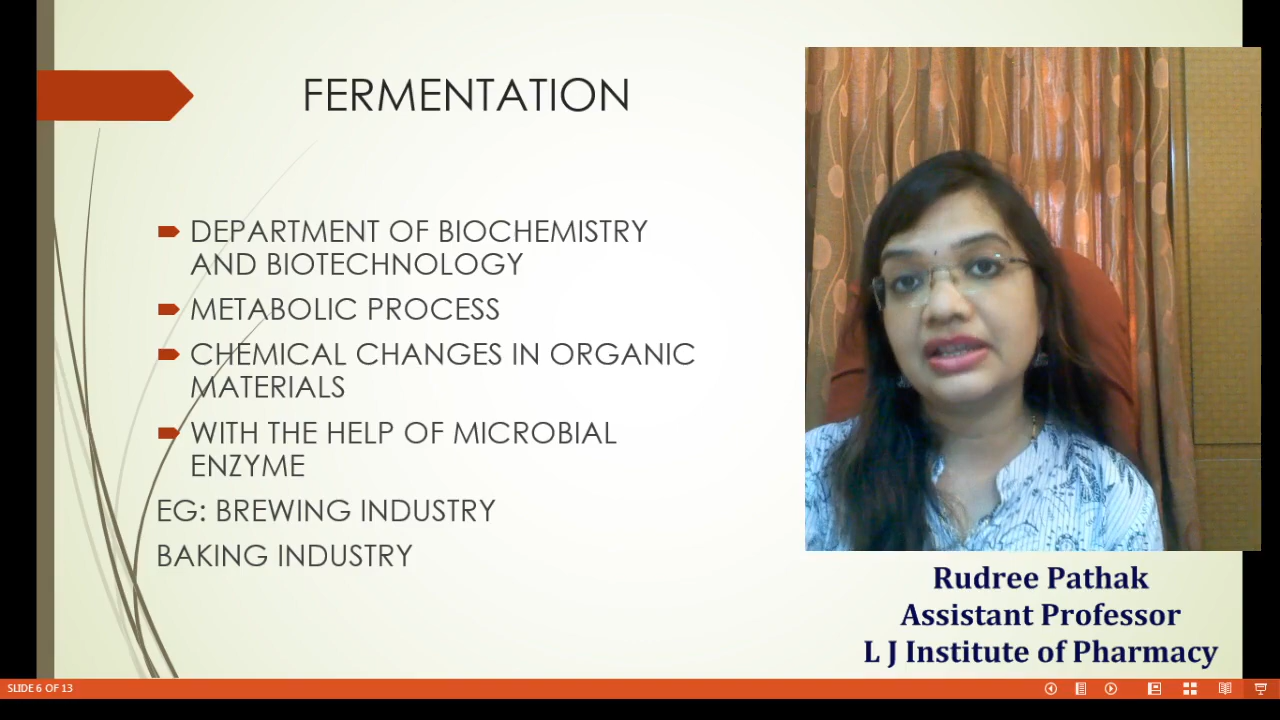 FERMENTATION
DEPARTMENT OF BIOCHEMISTRY
AND BIOTECHNOLOGY
METABOLIC PROCESS
CHEMICAL CHANGES IN ORGANIC
MATERIALS
WITH THE HELP OF MICROBIAL
ENZYME
EG: BREWING INDUSTRY
BAKING INDUSTRY
Rudree Pathak
Assistant Professor
L J Institute of Pharmacy
SLIDE 6 OF 13